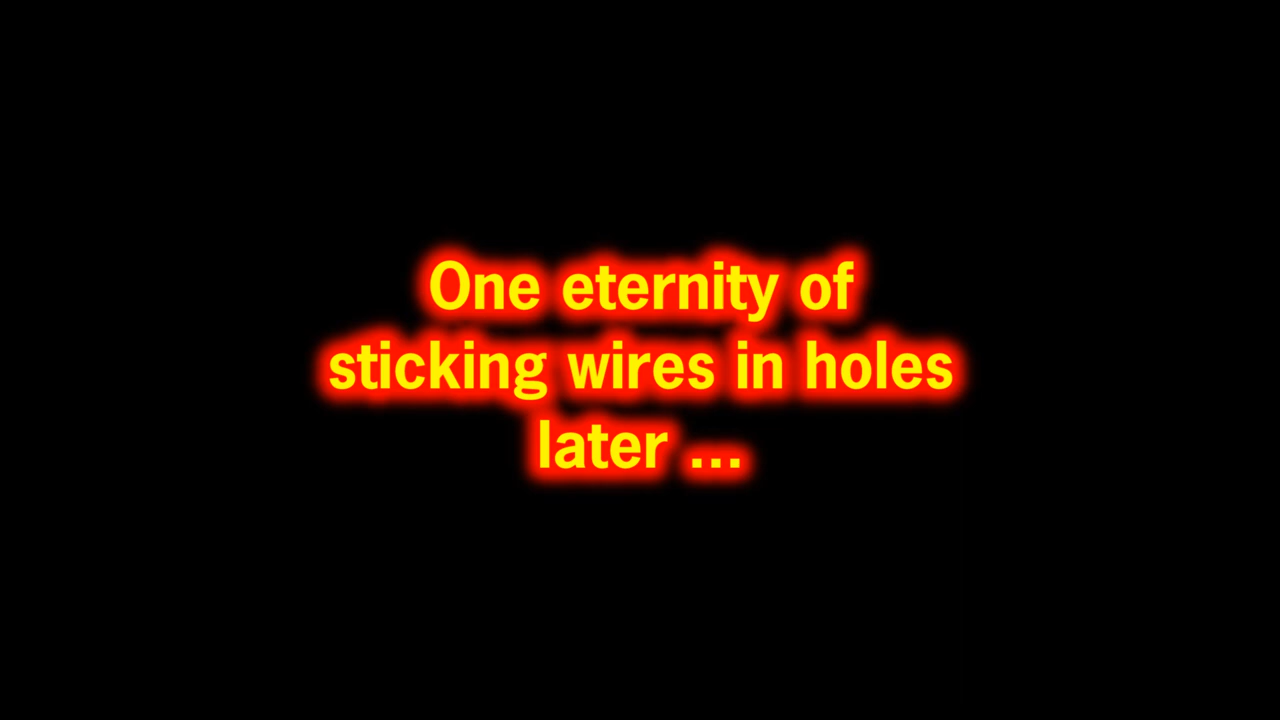 One eternity of
sticking wires in holes
later ...